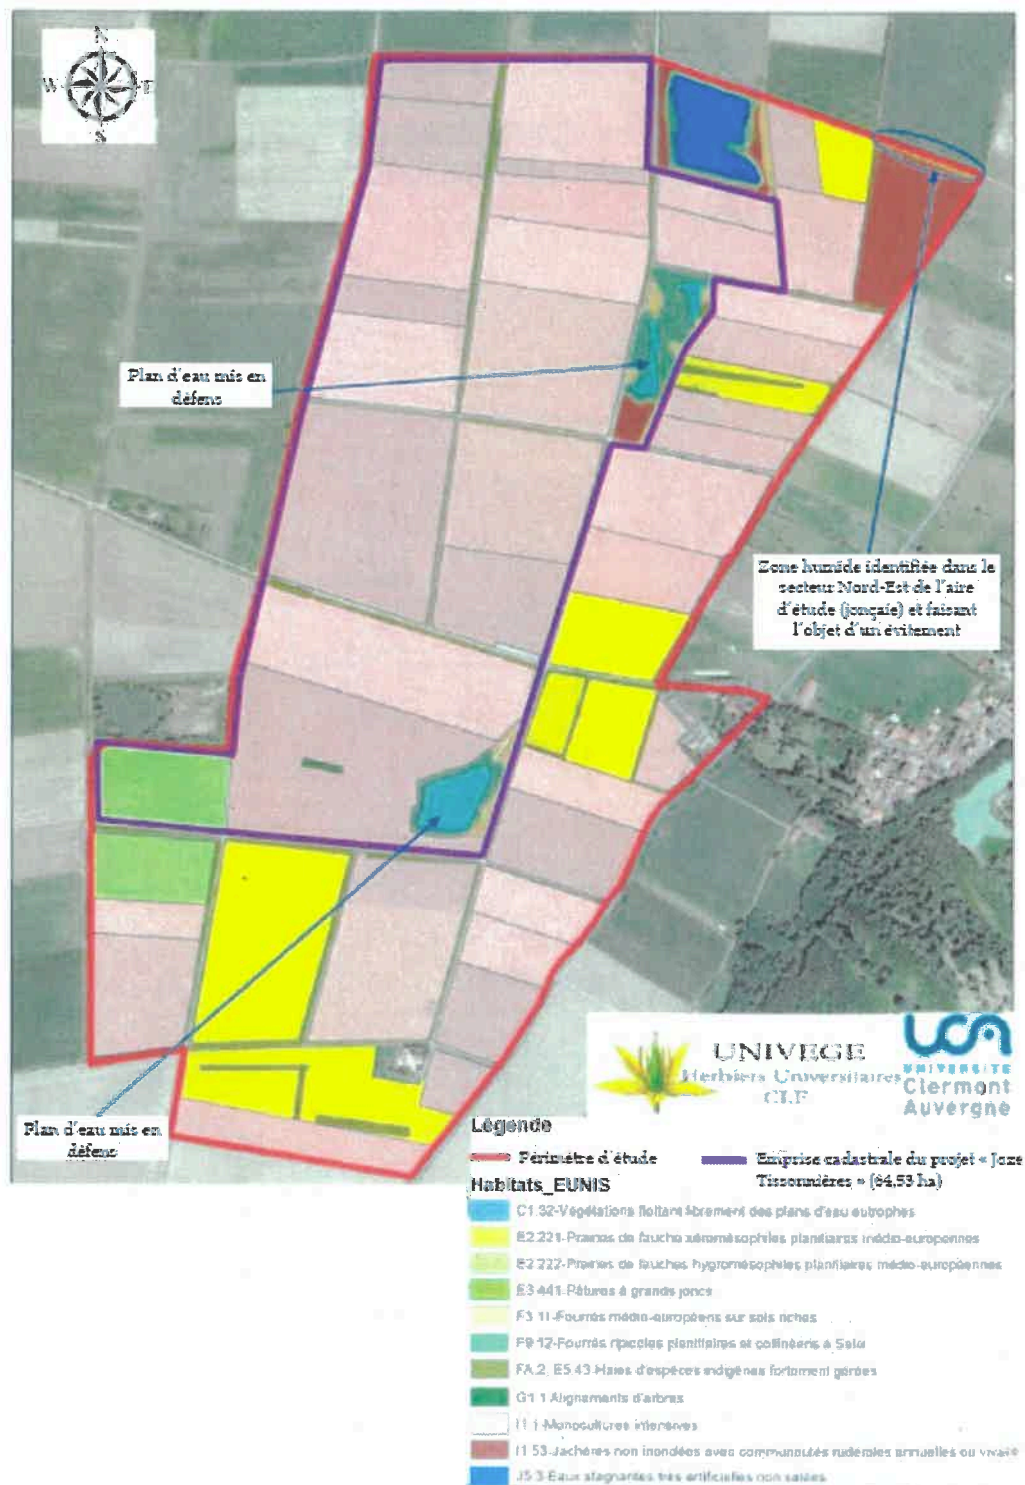 N
W E
S
Plan d'eau mis en
défens
Zone humide identifiée dans le
secteur Nord-Est de l'aire
d'étude (jonçaie) et faisant
l'objet d'un évitement
Plan d'eau mis en
défens
UNIVEGE
Herbiers Universitaires
UCA
UNIVERSITE
Clermont
Auvergne
Légende
Périmètre d'étude
Emprise cadastrale du projet « Joze
Tissonnières » (64,53 ha)
Habitats_EUNIS
C1.32-Végétations flottant librement des plans d'eau eutrophes
E2.221-Prairies de fauche xéromésophiles planitiaires médio-européennes
E2.222-Prairies de fauches hygromésophiles planitiaires médio-européennes
E3.441-Pâtures à grands joncs
F3.11-Fourrés médio-européens sur sols riches
F9.12-Fourrés ripicoles planitiaires et collinéens à Salix
FA.2, E5.43-Haies d'espèces indigènes fortement gérées
G1.1 Alignements d'arbres
I1.1-Monocultures intensives
I1.53-Jachères non inondées avec communautés rudérales annuelles ou vivaces
J5.3-Eaux stagnantes très artificielles non salées